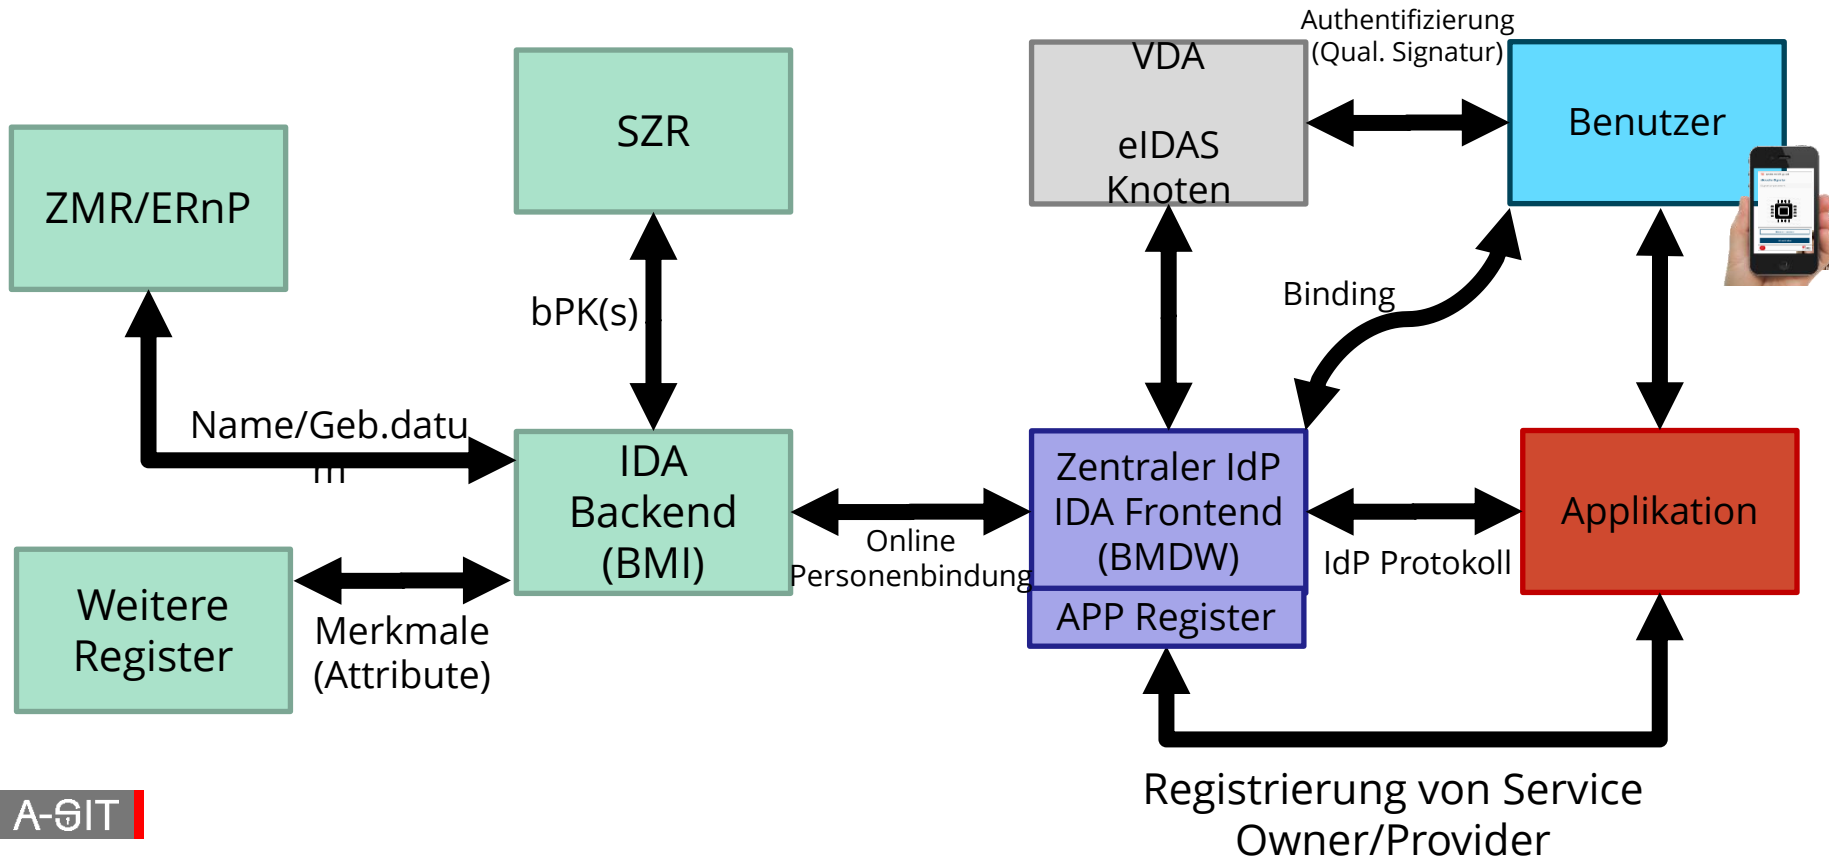 Authentifizierung
(Qual. Signatur)
VDA
eIDAS
Knoten
Benutzer
SZR
ZMR/ERnP
bPK(s)
Binding
Name/Geb.datu
m
IDA
Backend
(BMI)
Zentraler IdP
IDA Frontend
(BMDW)
Applikation
Online
Personenbindung
IdP Protokoll
Weitere
Register
Merkmale
(Attribute)
APP Register
Registrierung von Service
Owner/Provider
A-SIT